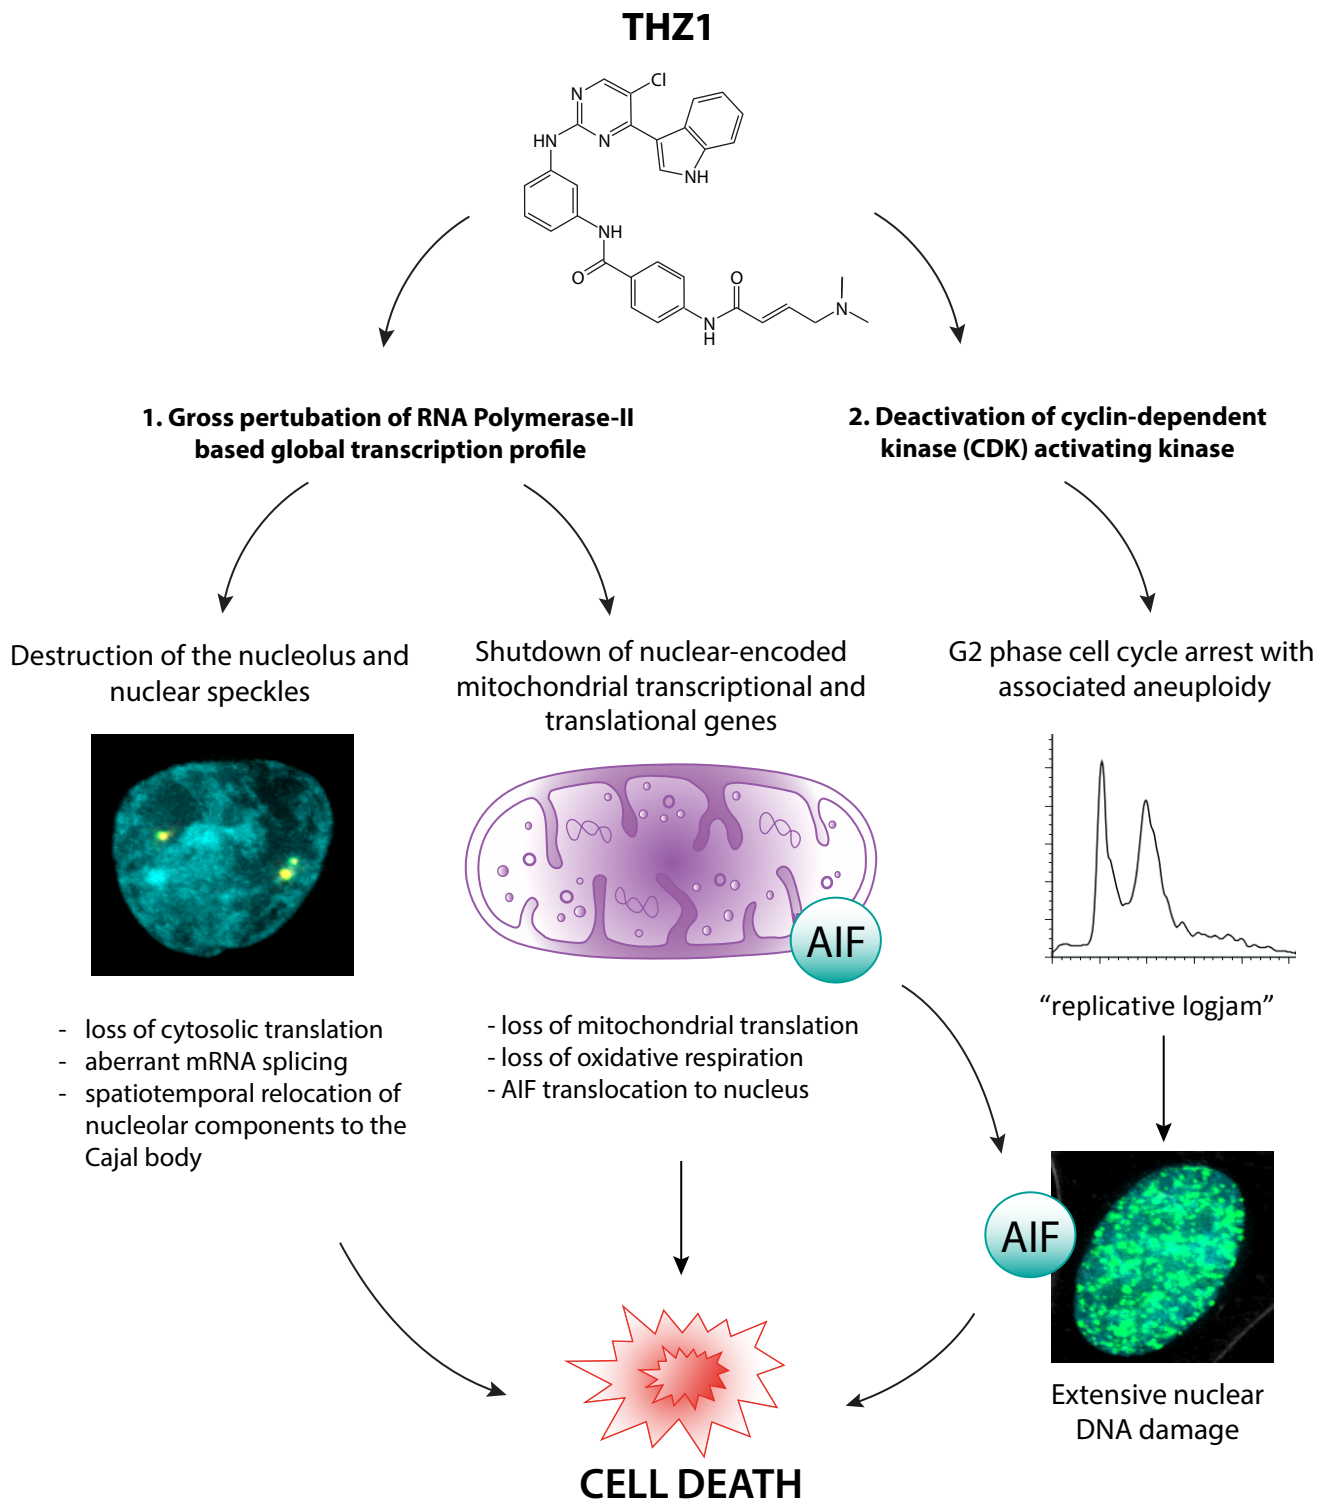 THZ1
Cl
N
HN
N
NH
NH
O
O
N
H
N
1. Gross pertubation of RNA Polymerase-II
based global transcription profile
2. Deactivation of cyclin-dependent
kinase (CDK) activating kinase
Destruction of the nucleolus and
nuclear speckles
Shutdown of nuclear-encoded
mitochondrial transcriptional and
translational genes
G2 phase cell cycle arrest with
associated aneuploidy
AIF
- loss of cytosolic translation
- aberrant mRNA splicing
- spatiotemporal relocation of
nucleolar components to the
Cajal body
- loss of mitochondrial translation
- loss of oxidative respiration
- AIF translocation to nucleus
“replicative logjam”
AIF
Extensive nuclear
DNA damage
CELL DEATH